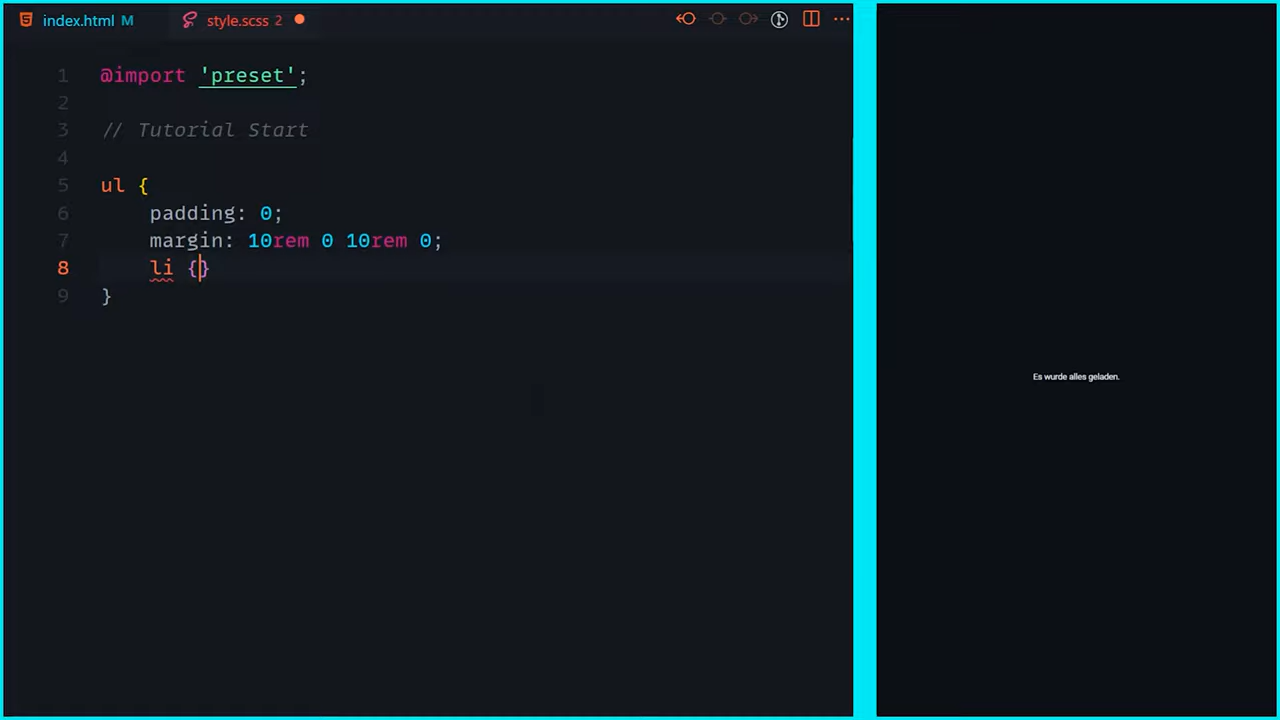 index.html M
style.scss 2
1 @import 'preset';
2
3 // Tutorial Start
4
5 ul {
6 padding: 0;
7 margin: 10rem 0 10rem 0;
8 li {}
9 }
Es wurde alles geladen.